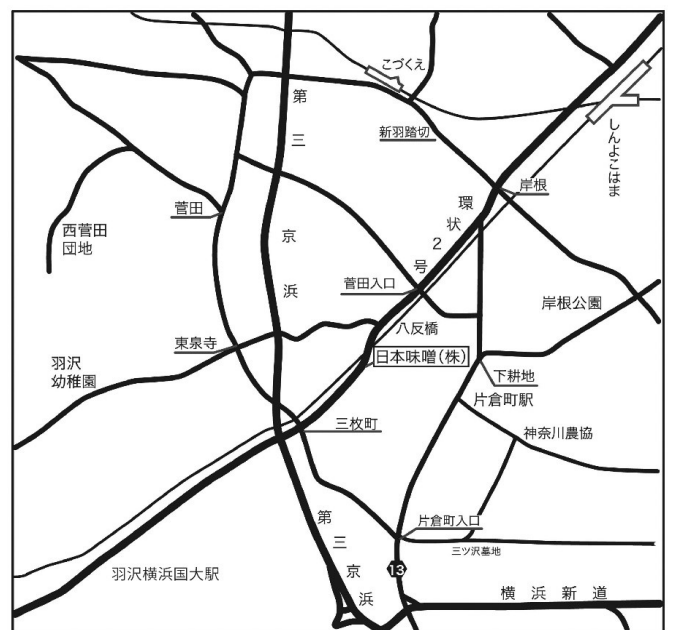 こづくえ
第三京浜
新羽踏切
しんよこはま
岸根
環状2号
菅田
西菅田
団地
菅田入口
岸根公園
八反橋
東泉寺
日本味噌(株)
羽沢
幼稚園
下耕地
片倉町駅
三枚町
神奈川農協
片倉町入口
第三京浜
三ツ沢墓地
13
羽沢横浜国大駅
横浜新道